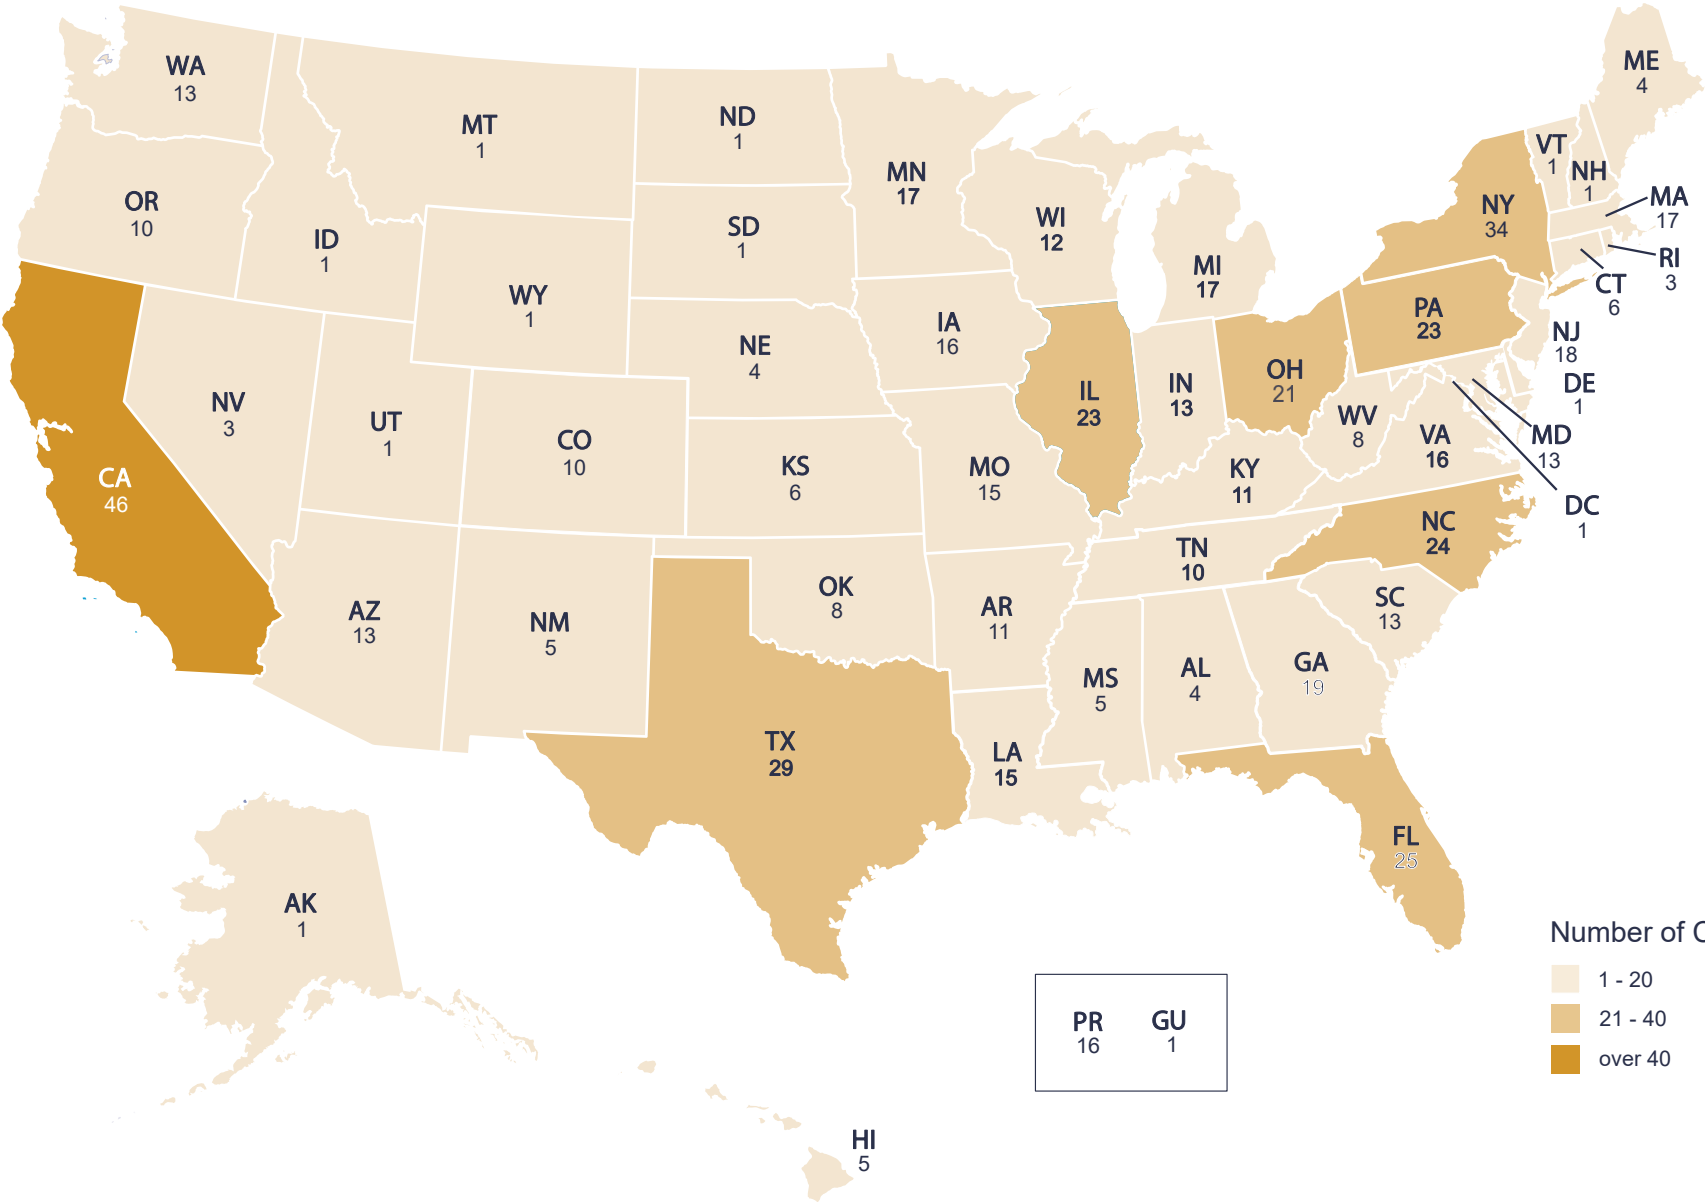 WA
13
MT
1
ND
1
MN
17
ME
4
VT
1
NH
1
MA
17
OR
10
ID
1
SD
1
WI
12
NY
34
RI
3
WY
1
MI
17
CT
6
IA
16
PA
23
NJ
18
NE
4
NV
3
UT
1
CO
10
IL
23
IN
13
OH
21
DE
1
WV
8
VA
16
MD
13
CA
46
KS
6
MO
15
KY
11
DC
1
NC
24
TN
10
AZ
13
NM
5
OK
8
AR
11
SC
13
GA
19
MS
5
AL
4
TX
29
LA
15
FL
25
AK
1
PR
16
GU
1
HI
5
Number of
1 - 20
21 - 40
over 40